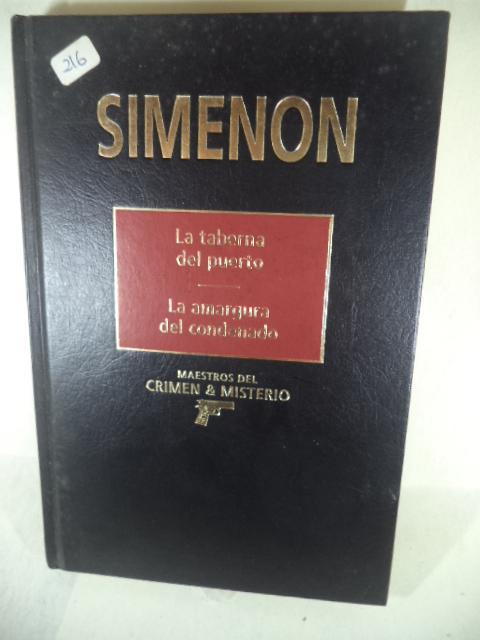 216
SIMENON
La taberna
del puerto
La amargura
del condenado
MAESTROS DEL
CRIMEN & MISTERIO